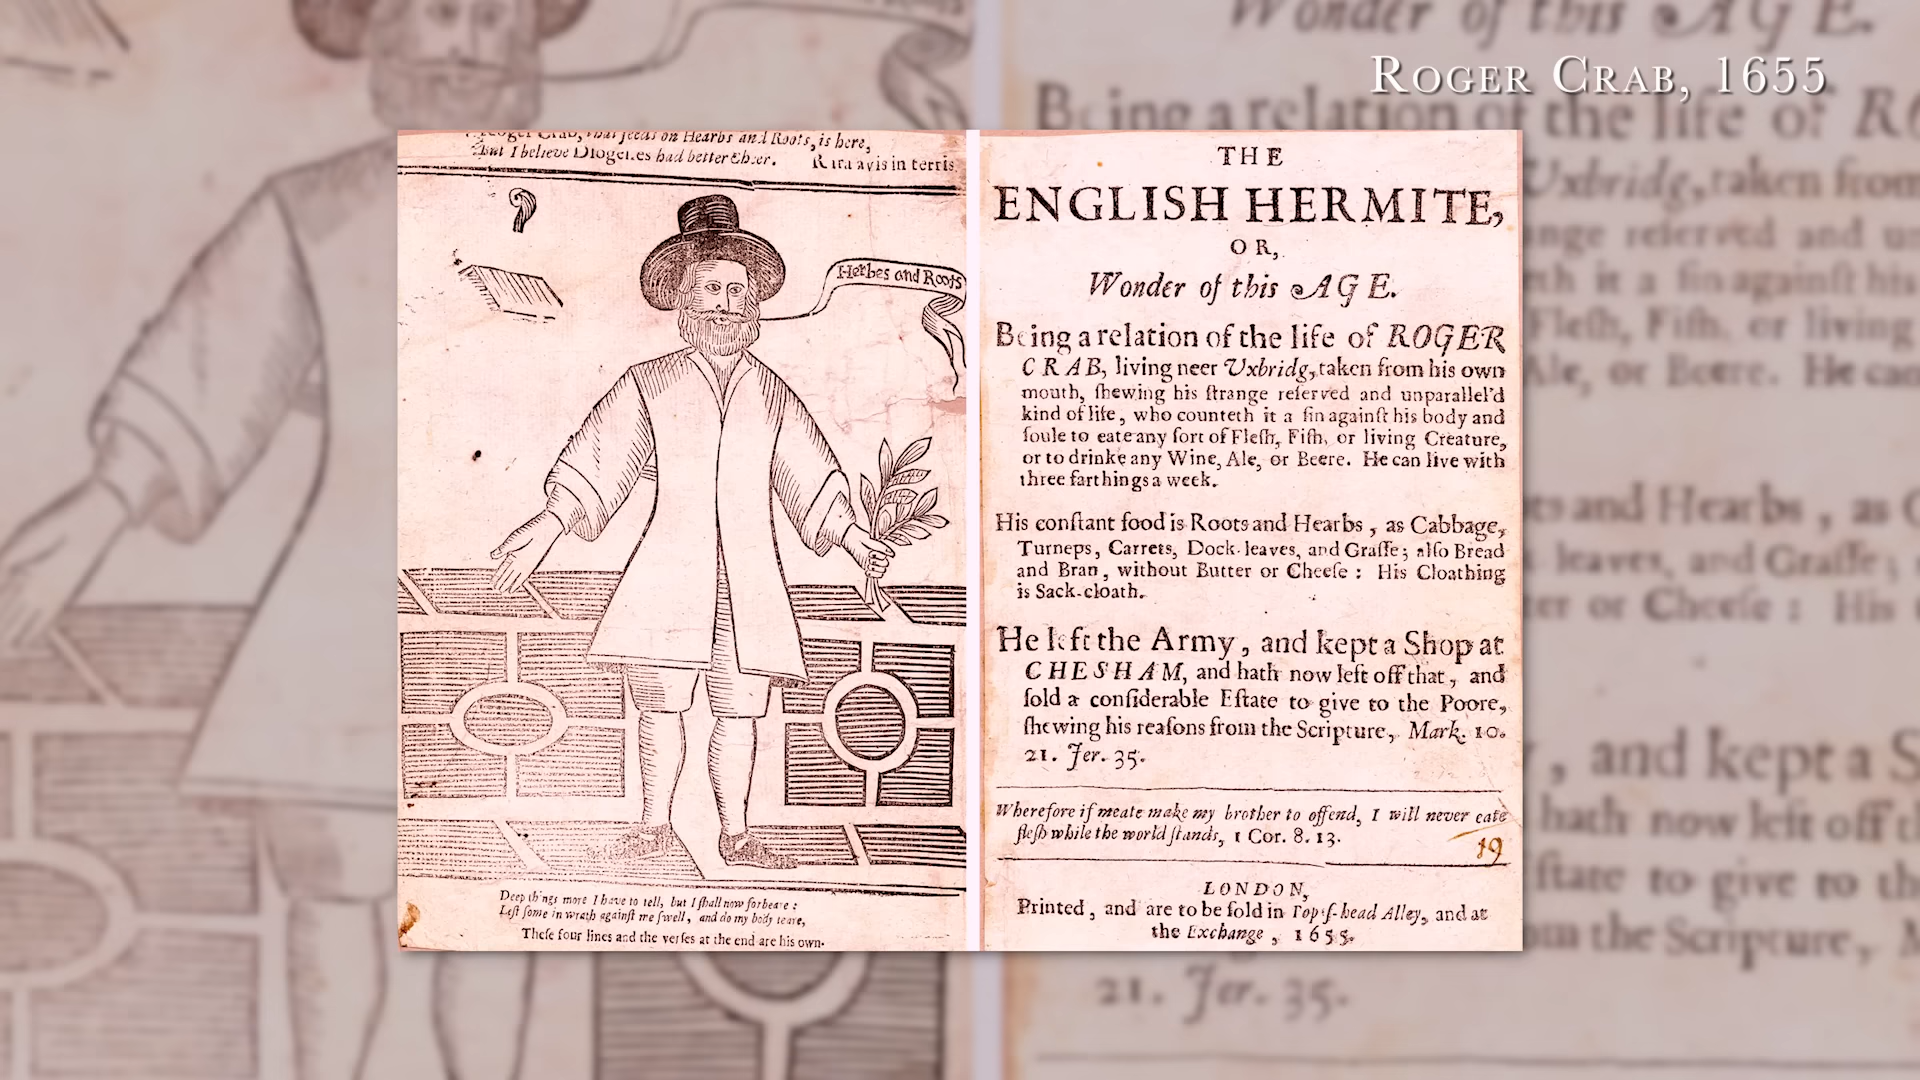 Roger Crab, 1655
Roger Crab, that feeds on Hearbs and Roots, is here,
But I believe Diogenes had better cheer. Rara avis in terris
Herbes and Roots
Deep things more I have to tell, but I ſhall now forbeare :
Leſt ſome in wrath againſt me ſwell, and do my body teare,
Theſe four lines and the verſes at the end are his own.
THE
ENGLISH HERMITE,
OR,
Wonder of this AGE.
Being a relation of the life of ROGER
CRAB, living neer Uxbridg, taken from his own
mouth, ſhewing his ſtrange reſerved and unparallel'd
kind of life, who counteth it a ſin againſt his body and
ſoule to eate any ſort of Fleſh, Fiſh, or living Creature,
or to drinke any Wine, Ale, or Beere. He can live with
three farthings a week.
His conſtant food is Roots and Hearbs, as Cabbage,
Turneps, Carrets, Dock-leaves, and Graſſe; alſo Bread
and Bran, without Butter or Cheeſe : His Cloathing
is Sack-cloath.
He left the Army, and kept a Shop at
CHESHAM, and hath now left off that, and
ſold a conſiderable Eſtate to give to the Poore,
ſhewing his reaſons from the Scripture, Mark. 10.
21. Jer. 35.
Wherefore if meate make my brother to offend, I will never eate
fleſh while the world ſtands, 1 Cor. 8. 13.
19
LONDON,
Printed, and are to be ſold in Popeſ-head Alley, and at
the Exchange, 1655.